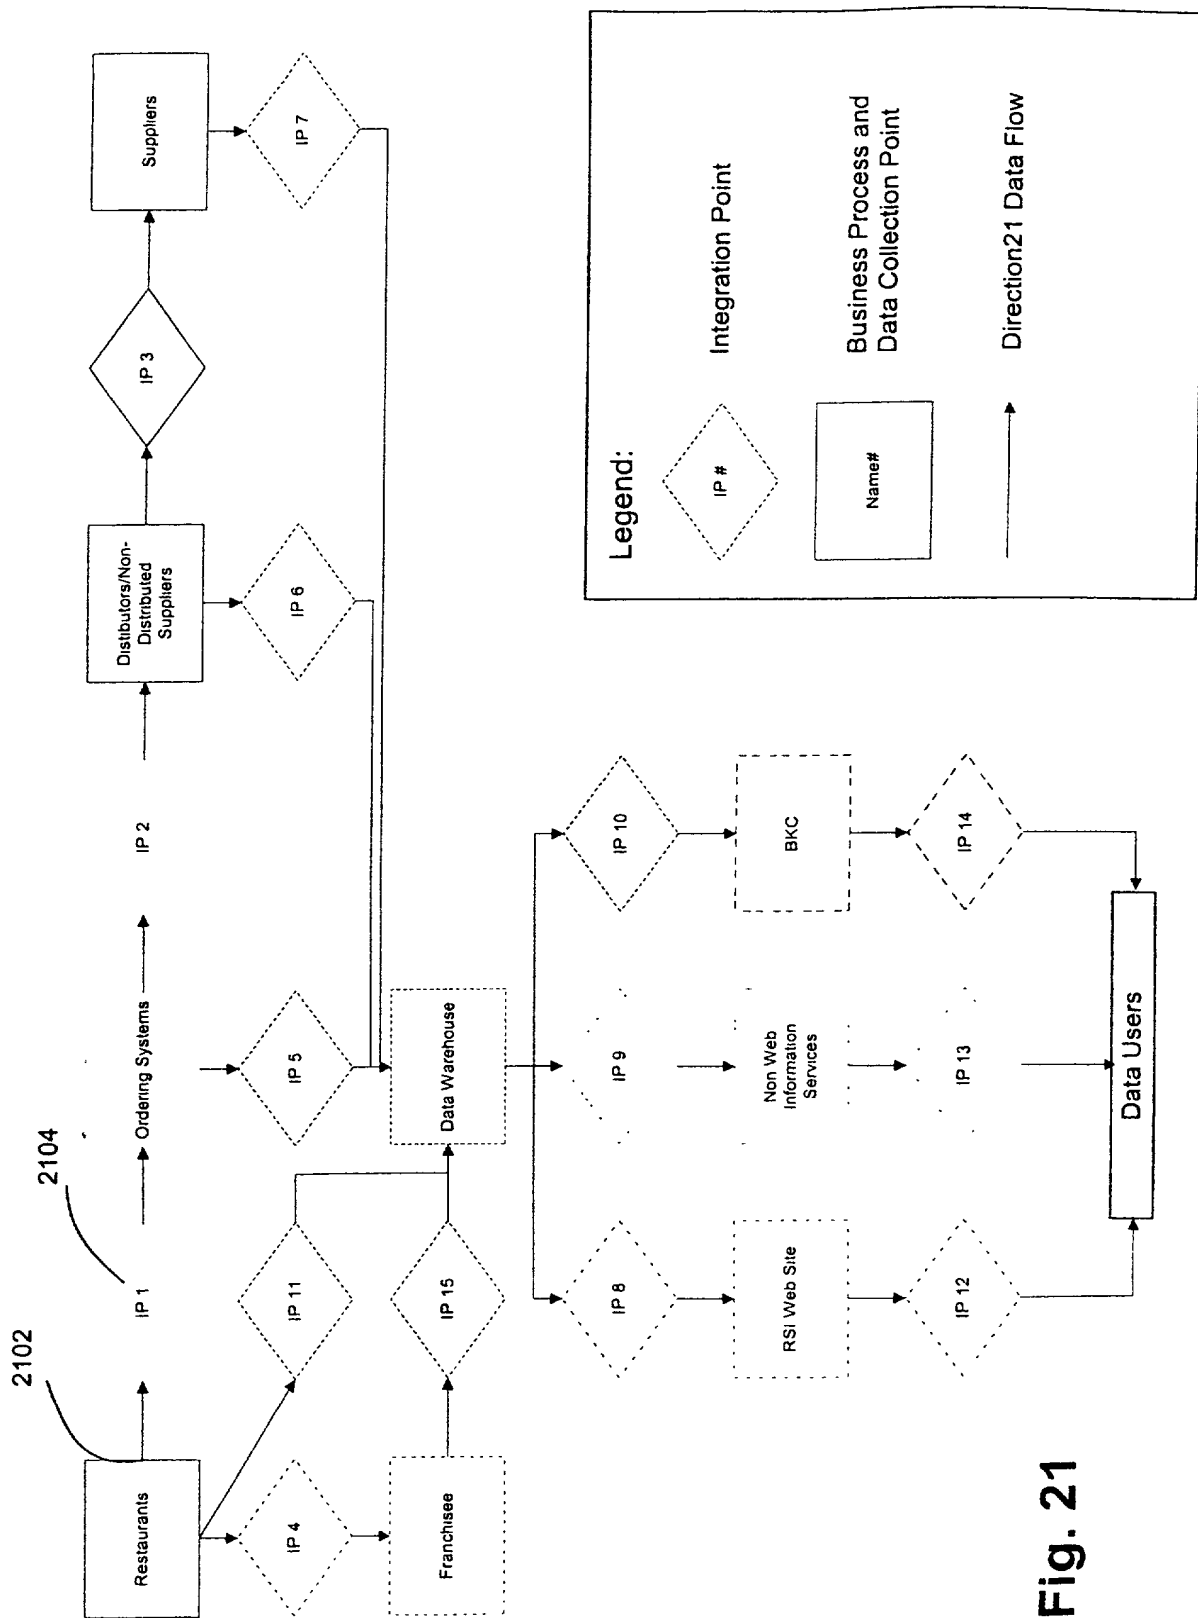 2102
2104
Restaurants
IP 1
Ordering Systems
IP 2
Distibutors/Non-
Distributed
Suppliers
IP 3
Suppliers
IP 4
IP 11
IP 5
IP 6
IP 7
Franchisee
IP 15
Data Warehouse
IP 8
IP 9
IP 10
RSI Web Site
Non Web
Information
Services
BKC
IP 12
IP 13
IP 14
Data Users
Legend:
IP #
Integration Point
Name#
Business Process and
Data Collection Point
Direction21 Data Flow
Fig. 21